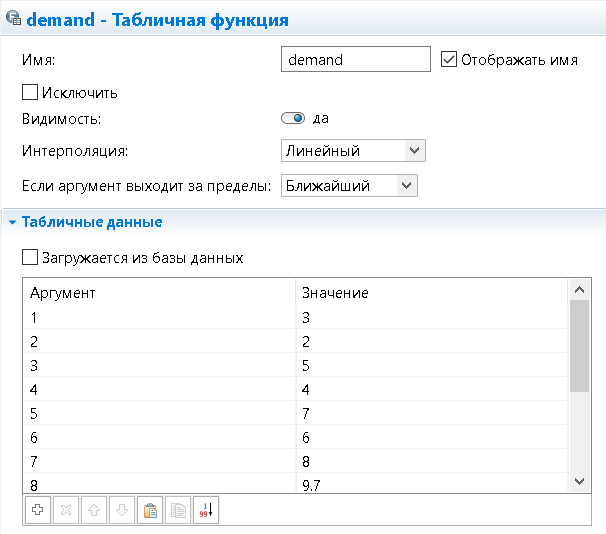 demand - Табличная функция
Имя: demand Отображать имя
Исключить
Видимость: да
Интерполяция: Линейный
Если аргумент выходит за пределы: Ближайший
Табличные данные
Загружается из базы данных
Аргумент Значение
1 3
2 2
3 5
4 4
5 7
6 6
7 8
8 9.7